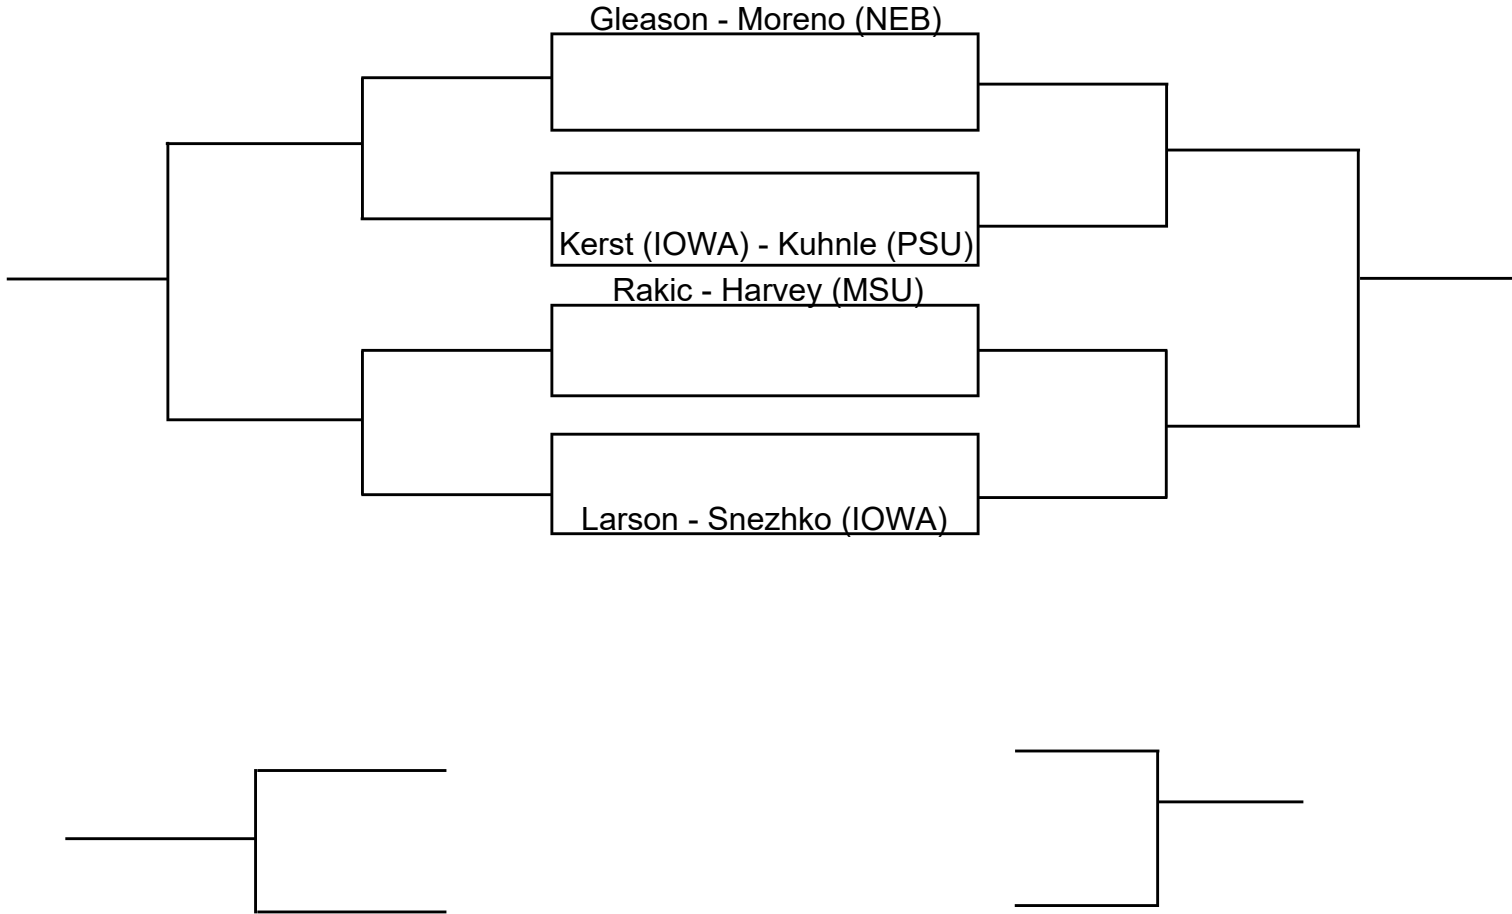 Gleason - Moreno (NEB)
Kerst (IOWA) - Kuhnle (PSU)
Rakic - Harvey (MSU)
Larson - Snezhko (IOWA)